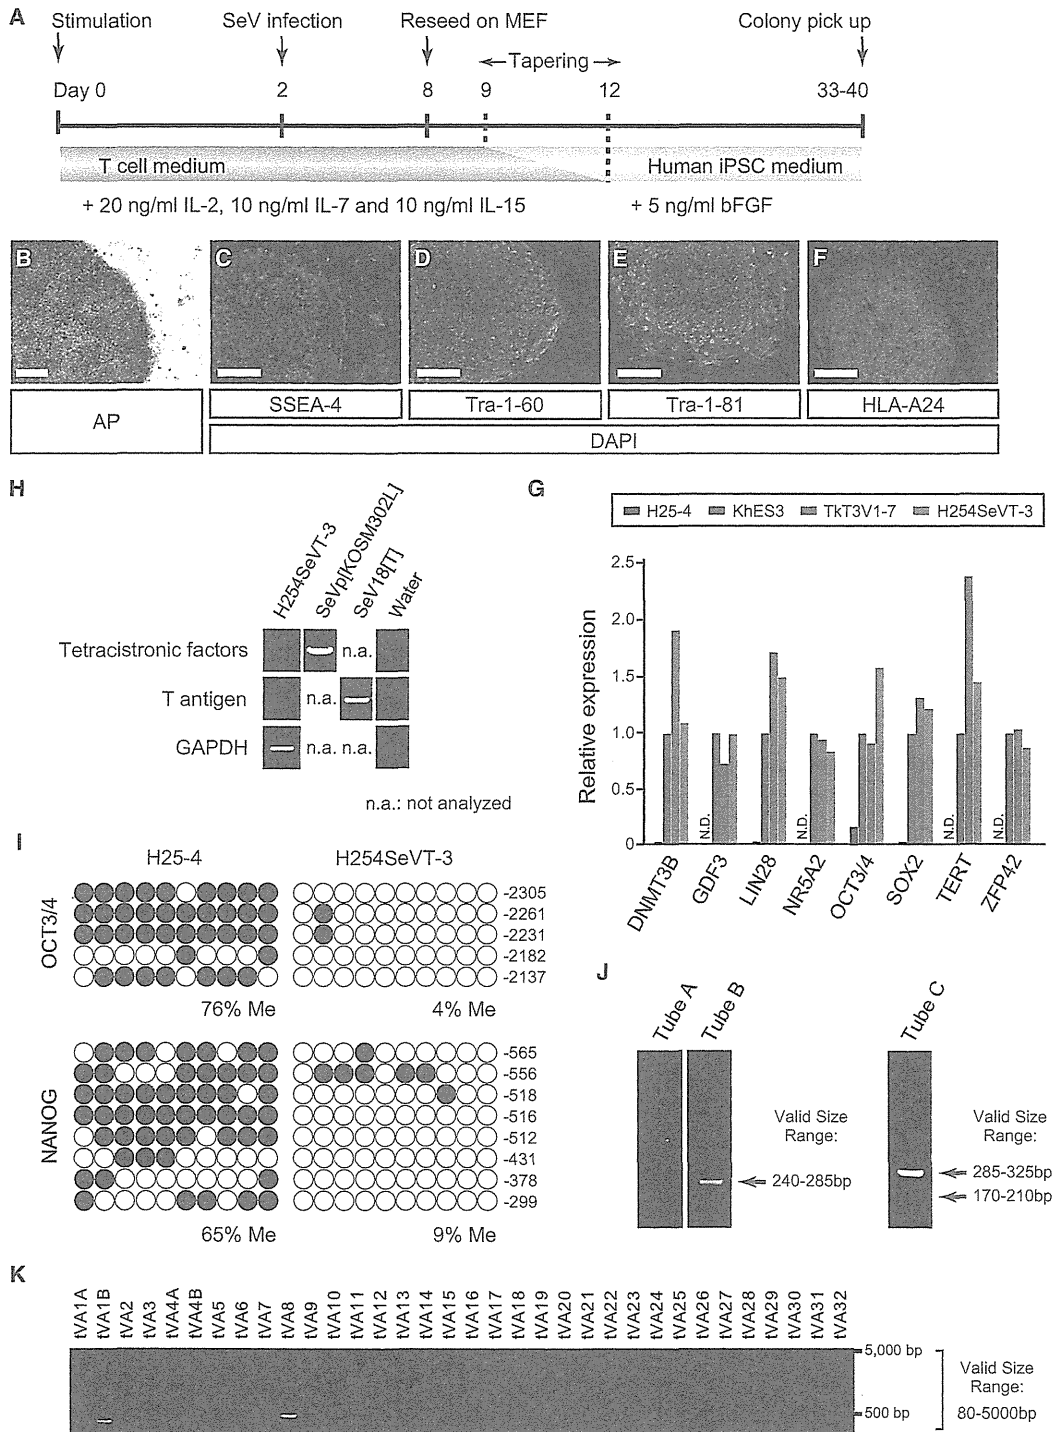 A
Stimulation
SeV infection
Reseed on MEF
Colony pick up
Tapering
Day 0
2
8
9
12
33-40
T cell medium
Human iPSC medium
+ 20 ng/ml IL-2, 10 ng/ml IL-7 and 10 ng/ml IL-15
+ 5 ng/ml bFGF
B
C
D
E
F
AP
SSEA-4
Tra-1-60
Tra-1-81
HLA-A24
DAPI
H
H254SeVT-3
SeVp[KOSM302L]
SeV18[T]
Water
Tetracistronic factors
n.a.
T antigen
n.a.
GAPDH
n.a. n.a.
n.a.: not analyzed
G
H25-4 KhES3 TkT3V1-7 H254SeVT-3
Relative expression
2.5
2.0
1.5
1.0
0.5
0
N.D.
N.D.
N.D.
N.D.
DNMT3B
GDF3
LIN28
NR5A2
OCT3/4
SOX2
TERT
ZFP42
I
H25-4
H254SeVT-3
OCT3/4
-2305
-2261
-2231
-2182
-2137
76% Me
4% Me
NANOG
-565
-556
-518
-516
-512
-431
-378
-299
65% Me
9% Me
J
Tube A
Tube B
Tube C
Valid Size
Range:
240-285bp
Valid Size
Range:
285-325bp
170-210bp
K
tVA1A
tVA1B
tVA2
tVA3
tVA4A
tVA4B
tVA5
tVA6
tVA7
tVA8
tVA9
tVA10
tVA11
tVA12
tVA13
tVA14
tVA15
tVA16
tVA17
tVA18
tVA19
tVA20
tVA21
tVA22
tVA23
tVA24
tVA25
tVA26
tVA27
tVA28
tVA29
tVA30
tVA31
tVA32
5,000 bp
500 bp
Valid Size
Range:
80-5000bp